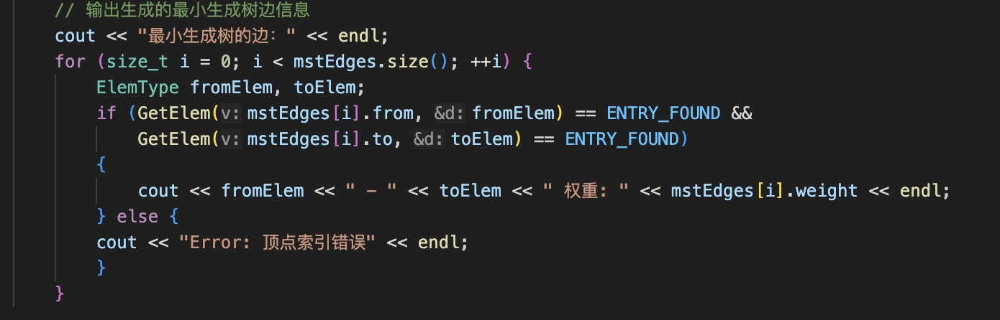 // 输出生成的最小生成树边信息
cout << "最小生成树的边：" << endl;
for (size_t i = 0; i < mstEdges.size(); ++i) {
ElemType fromElem, toElem;
if (GetElem(v: mstEdges[i].from, &d: fromElem) == ENTRY_FOUND &&
GetElem(v: mstEdges[i].to, &d: toElem) == ENTRY_FOUND)
{
cout << fromElem << " - " << toElem << " 权重: " << mstEdges[i].weight << endl;
} else {
cout << "Error: 顶点索引错误" << endl;
}
}